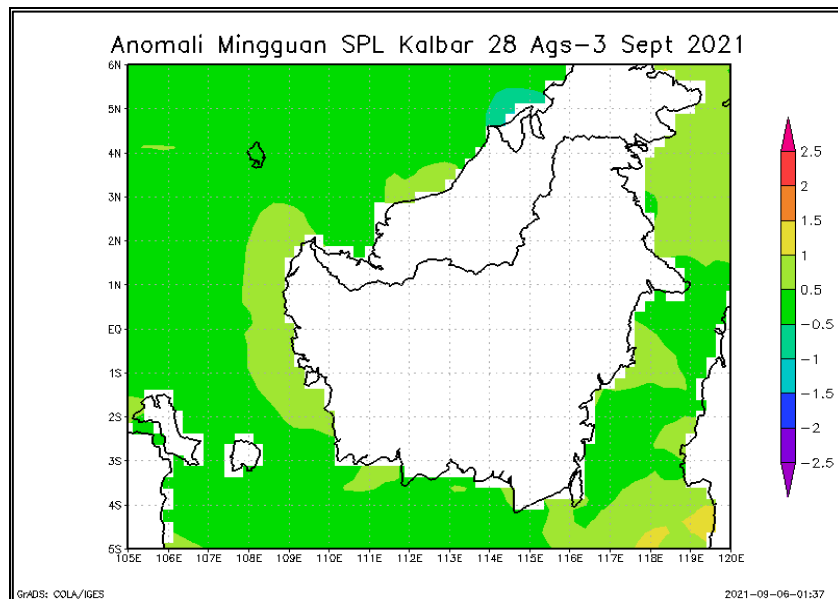 Anomali Mingguan SPL Kalbar 28 Ags-3 Sept 2021
6N
5N
4N
3N
2N
1N
EQ
1S
2S
3S
4S
5S
105E 106E 107E 108E 109E 110E 111E 112E 113E 114E 115E 116E 117E 118E 119E 120E
2.5
2
1.5
1
0.5
-0.5
-1
-1.5
-2
-2.5
GrADS: COLA/IGES
2021-09-06-01:37